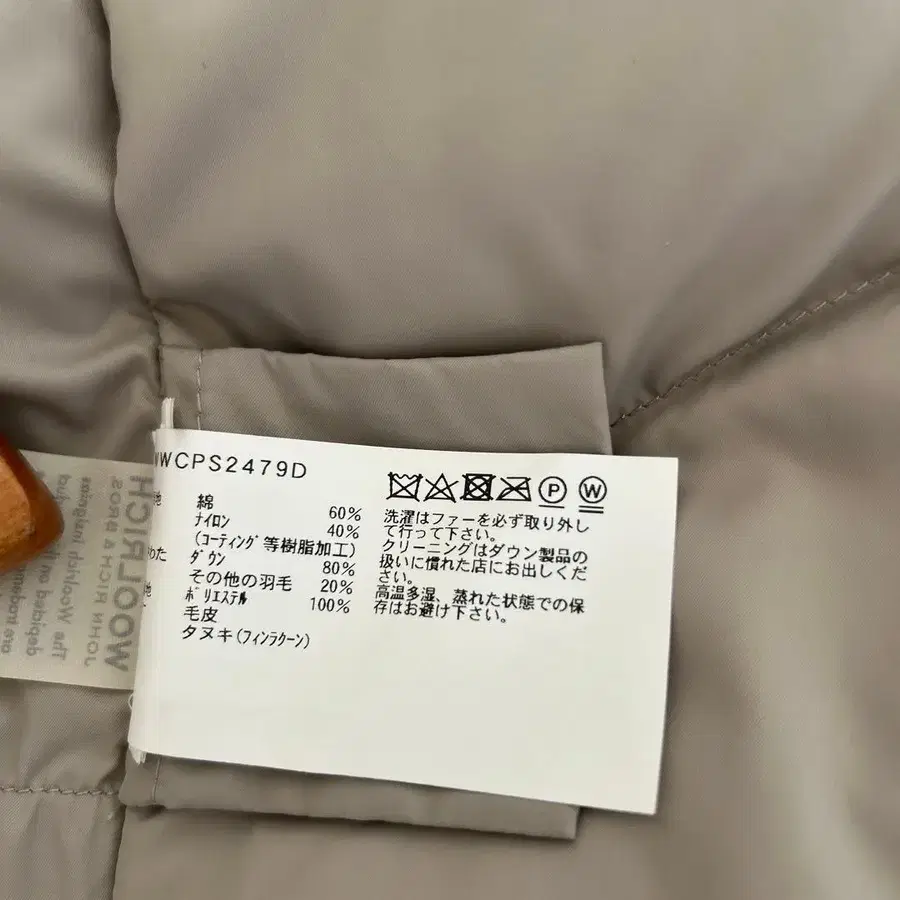 WCPS2479D
綿 60%
ナイロン 40%
(コーティング等樹脂加工)
ダウン 80%
その他の羽毛 20%
ポリエステル 100%
毛皮
タヌキ(フィンラクーン)
P W
洗濯はファーを必ず取り外し
て行って下さい。
クリーニングはダウン製品の
扱いに慣れた店にお出しくだ
さい。
高温多湿、蒸れた状態での保
存はお避け下さい。
WOOLRICH
JOHN RICH & BROS.
The Woolrich insignias
depicted
are trademarks